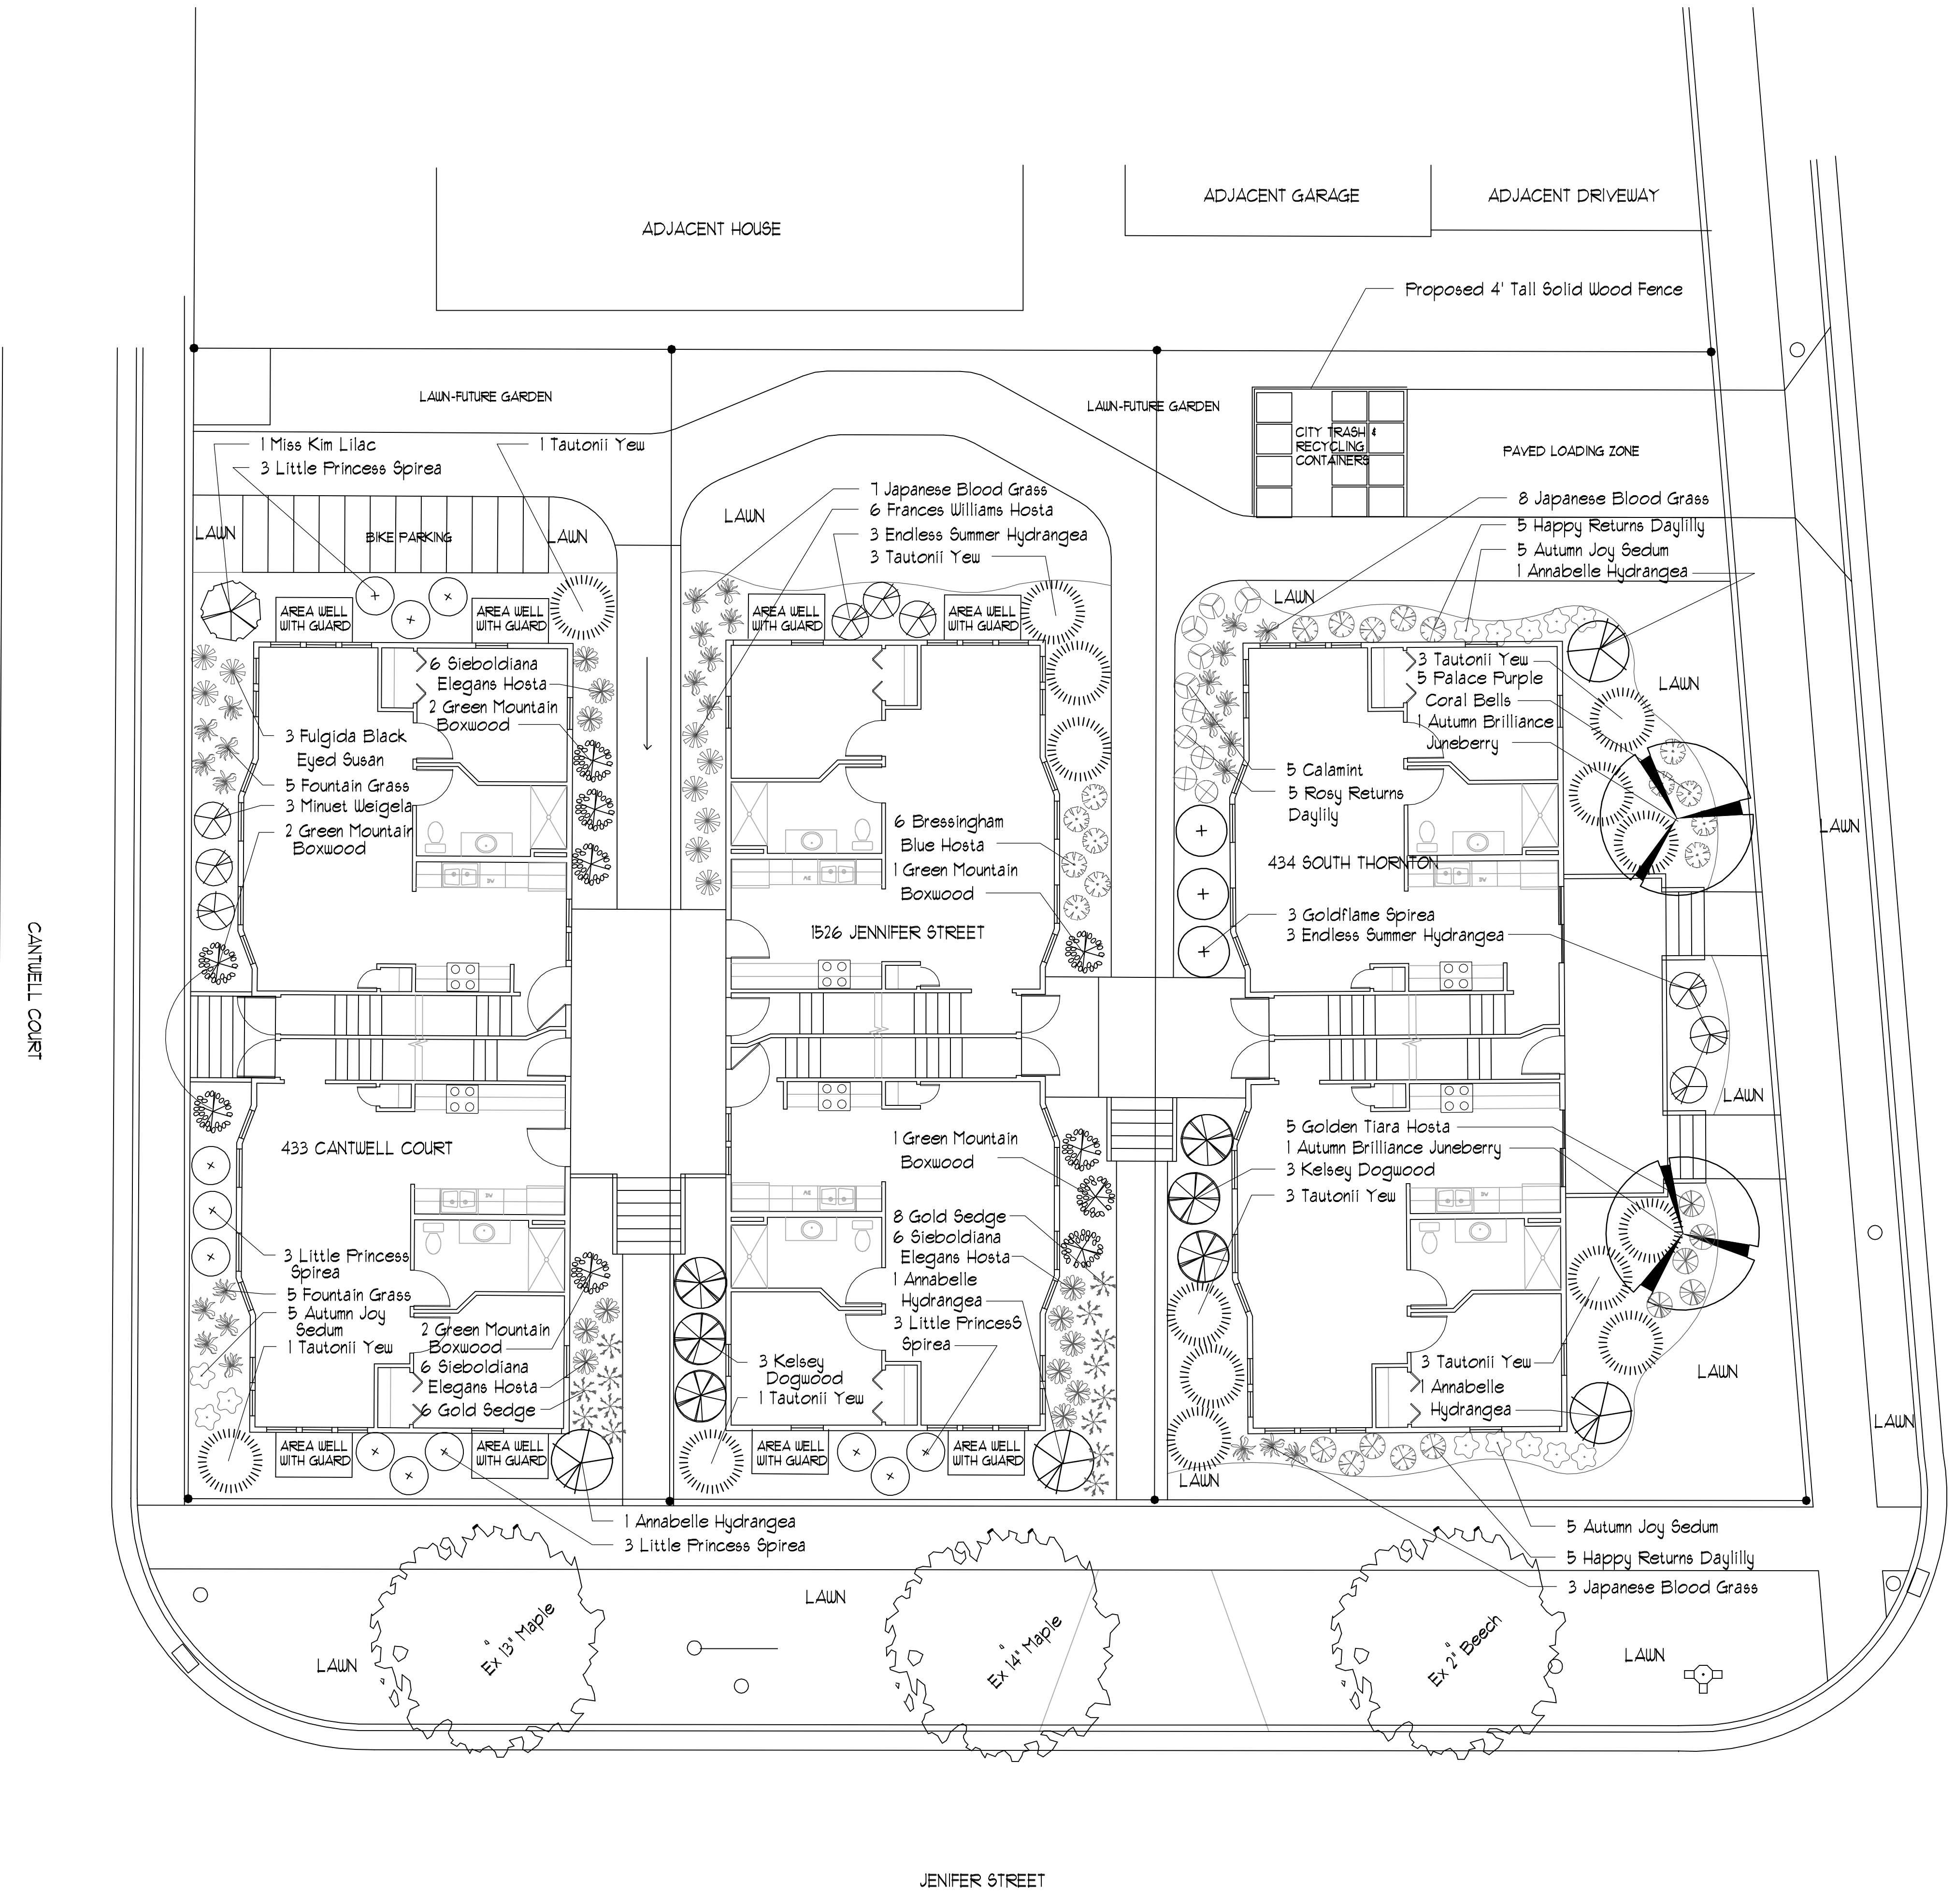 ADJACENT HOUSE
ADJACENT GARAGE
ADJACENT DRIVEWAY
Proposed 4' Tall Solid Wood Fence
LAWN-FUTURE GARDEN
LAWN-FUTURE GARDEN
CITY TRASH &
RECYCLING
CONTAINERS
PAVED LOADING ZONE
1 Miss Kim Lilac
3 Little Princess Spirea
1 Tautonii Yew
LAWN
BIKE PARKING
LAWN
LAWN
7 Japanese Blood Grass
6 Frances Williams Hosta
3 Endless Summer Hydrangea
3 Tautonii Yew
8 Japanese Blood Grass
5 Happy Returns Daylilly
5 Autumn Joy Sedum
1 Annabelle Hydrangea
LAWN
AREA WELL
WITH GUARD
AREA WELL
WITH GUARD
AREA WELL
WITH GUARD
AREA WELL
WITH GUARD
6 Sieboldiana
Elegans Hosta
2 Green Mountain
Boxwood
3 Fulgida Black
Eyed Susan
5 Fountain Grass
3 Minuet Weigela
2 Green Mountain
Boxwood
6 Bressingham
Blue Hosta
1 Green Mountain
Boxwood
1526 JENNIFER STREET
3 Tautonii Yew
5 Palace Purple
Coral Bells
1 Autumn Brilliance
Juneberry
LAWN
5 Calamint
5 Rosy Returns
Daylily
LAWN
434 SOUTH THORNTON
DW
DW
DW
3 Goldflame Spirea
3 Endless Summer Hydrangea
CANTWELL COURT
LAWN
433 CANTWELL COURT
DW
DW
DW
1 Green Mountain
Boxwood
5 Golden Tiara Hosta
1 Autumn Brilliance Juneberry
3 Kelsey Dogwood
3 Tautonii Yew
8 Gold Sedge
6 Sieboldiana
Elegans Hosta
1 Annabelle
Hydrangea
3 Little PrincesS
Spirea
3 Little Princess
Spirea
5 Fountain Grass
5 Autumn Joy
Sedum
1 Tautonii Yew
2 Green Mountain
Boxwood
6 Sieboldiana
Elegans Hosta
6 Gold Sedge
3 Kelsey
Dogwood
1 Tautonii Yew
3 Tautonii Yew
1 Annabelle
Hydrangea
LAWN
LAWN
AREA WELL
WITH GUARD
AREA WELL
WITH GUARD
AREA WELL
WITH GUARD
AREA WELL
WITH GUARD
LAWN
1 Annabelle Hydrangea
3 Little Princess Spirea
5 Autumn Joy Sedum
5 Happy Returns Daylilly
3 Japanese Blood Grass
LAWN
LAWN
Ex 13" Maple
Ex 14" Maple
Ex 2" Beech
LAWN
JENIFER STREET